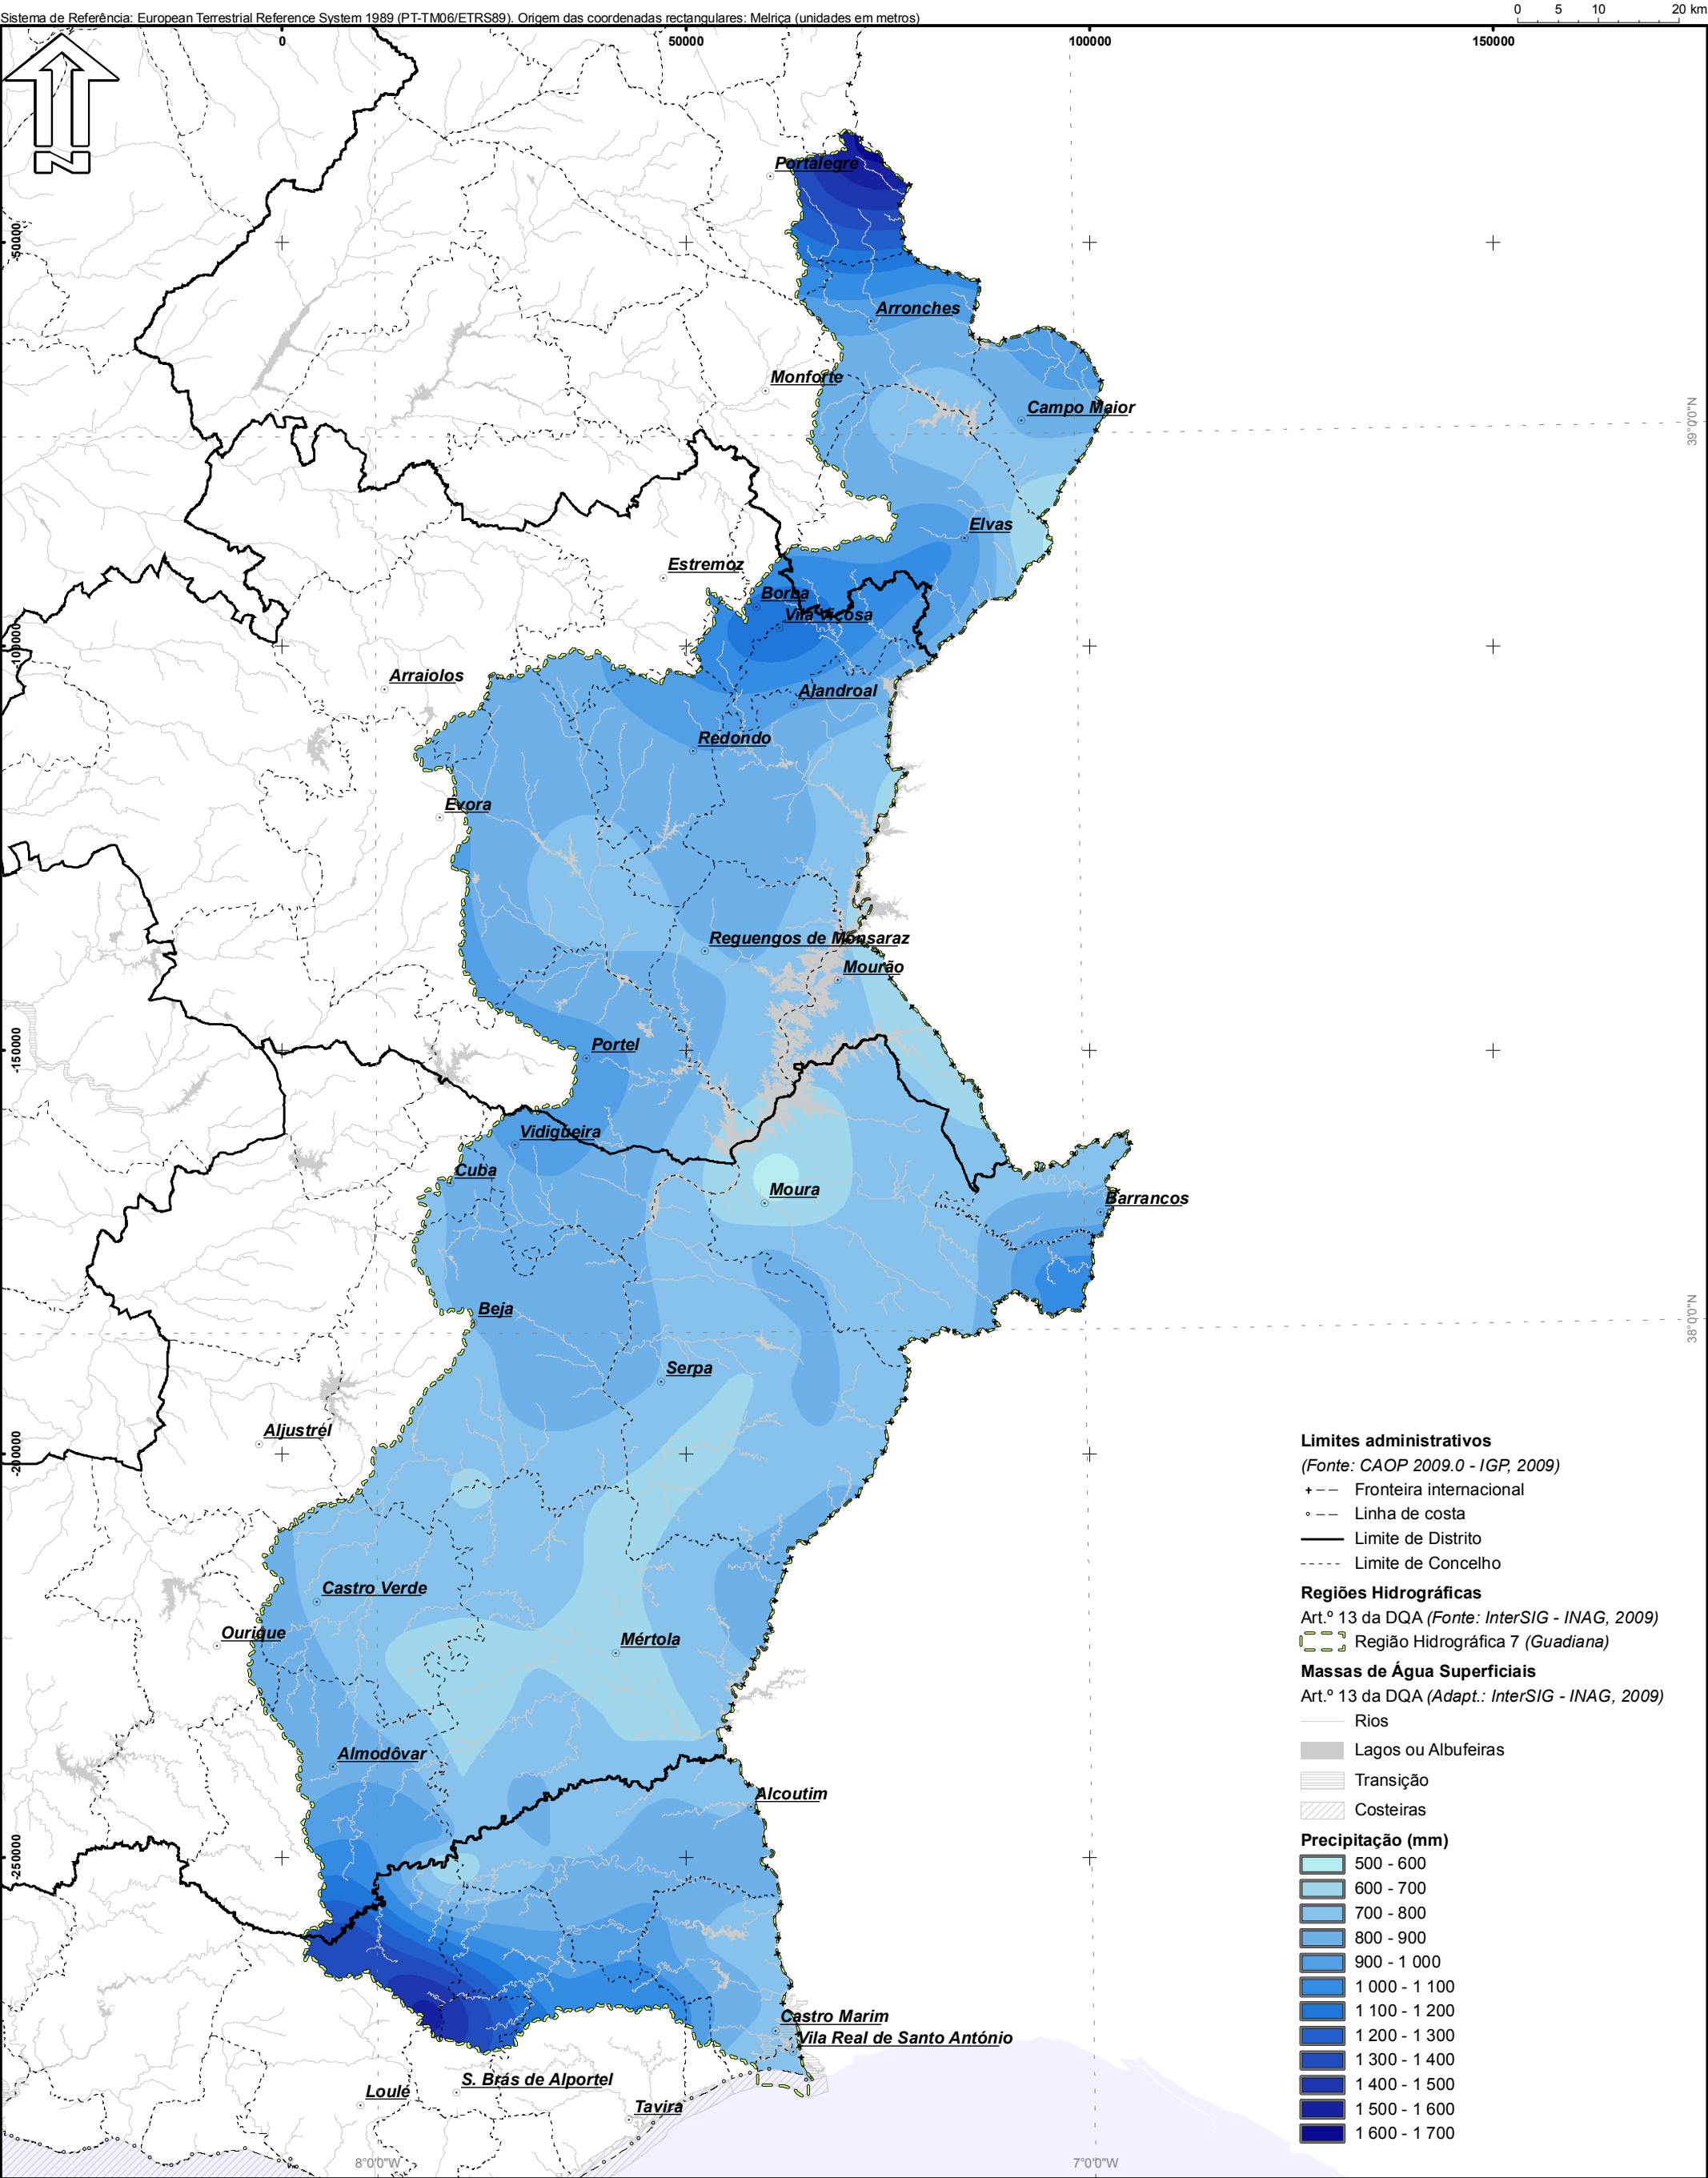 Sistema de Referência: European Terrestrial Reference System 1989 (PT-TM06/ETRS89). Origem das coordenadas rectangulares: Melriça (unidades em metros)
0 5 10 20 km
0 50000 100000 150000
N
Portalegre
-50000
Arronches
Monforte
Campo Maior
39°0'0"N
Elvas
Estremoz
Borba
Vila Viçosa
-100000
Arraiolos
Alandroal
Redondo
Évora
Reguengos de Monsaraz
Mourão
Portel
-150000
Vidigueira
Cuba
Moura
Barrancos
Beja
38°0'0"N
Serpa
Aljustrel
-200000
Castro Verde
Ourique
Mértola
Almodôvar
Alcoutim
-250000
Castro Marim
Vila Real de Santo António
S. Brás de Alportel
Loulé
Tavira
8°0'0"W
7°0'0"W
Limites administrativos
(Fonte: CAOP 2009.0 - IGP, 2009)
Fronteira internacional
Linha de costa
Limite de Distrito
Limite de Concelho
Regiões Hidrográficas
Art.º 13 da DQA (Fonte: InterSIG - INAG, 2009)
Região Hidrográfica 7 (Guadiana)
Massas de Água Superficiais
Art.º 13 da DQA (Adapt.: InterSIG - INAG, 2009)
Rios
Lagos ou Albufeiras
Transição
Costeiras
Precipitação (mm)
500 - 600
600 - 700
700 - 800
800 - 900
900 - 1 000
1 000 - 1 100
1 100 - 1 200
1 200 - 1 300
1 300 - 1 400
1 400 - 1 500
1 500 - 1 600
1 600 - 1 700